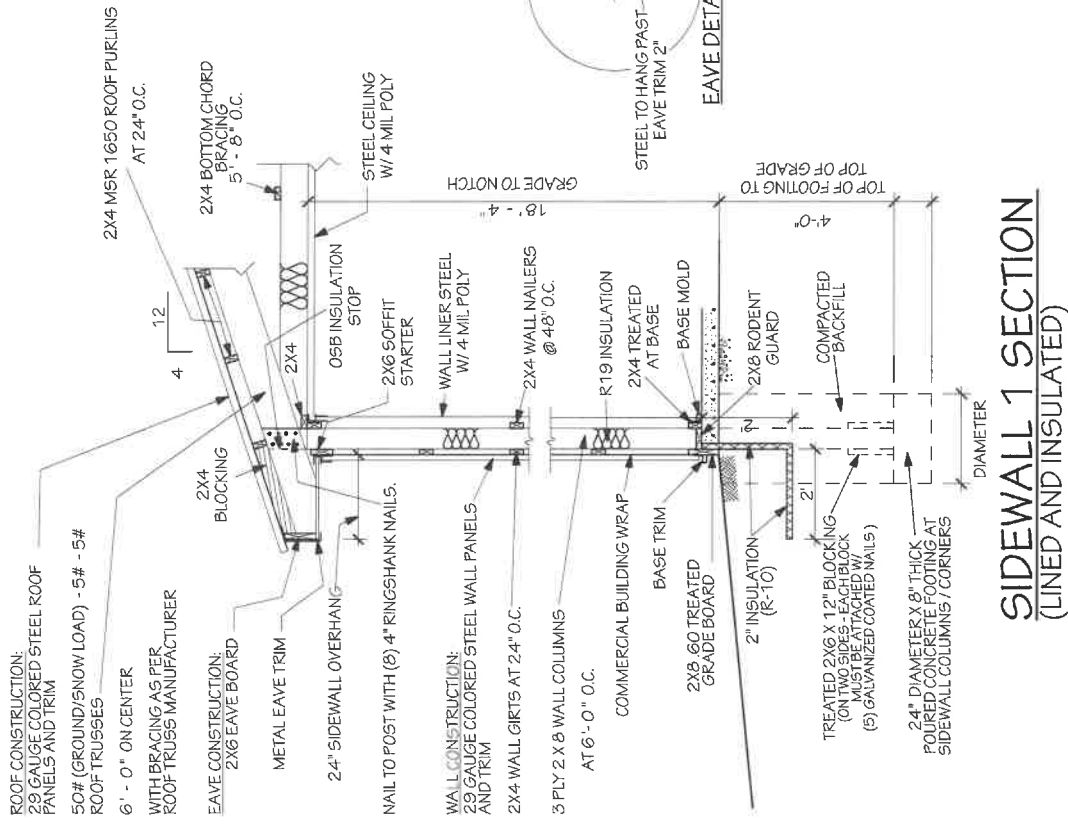 ROOF CONSTRUCTION:
29 GAUGE COLORED STEEL ROOF
PANELS AND TRIM
50# (GROUND/SNOW LOAD) - 5# - 5#
ROOF TRUSSES
6' - 0" ON CENTER
WITH BRACING AS PER
ROOF TRUSS MANUFACTURER
EAVE CONSTRUCTION:
2X6 EAVE BOARD
METAL EAVE TRIM
24" SIDEWALL OVERHANG
NAIL TO POST WITH (8) 4" RINGSHANK NAILS.
WALL CONSTRUCTION:
29 GAUGE COLORED STEEL WALL PANELS
AND TRIM
2X4 WALL GIRTS AT 24" O.C.
3 PLY 2 X 8 WALL COLUMNS
AT 6' - 0" O.C.
COMMERCIAL BUILDING WRAP
BASE TRIM
2X8 .60 TREATED
GRADE BOARD
2" INSULATION
(R-10)
TREATED 2X6 X 12" BLOCKING
(ON TWO SIDES - EACH BLOCK
MUST BE ATTACHED W/
(5) GALVANIZED COATED NAILS)
24" DIAMETER X 8" THICK
POURED CONCRETE FOOTING AT
SIDEWALL COLUMNS / CORNERS
2X4
BLOCKING
4
12
2X4 MSR 1650 ROOF PURLINS
AT 24" O.C.
2X4 BOTTOM CHORD
BRACING
5' - 8" O.C.
STEEL CEILING
W/ 4 MIL POLY
2X4
OSB INSULATION
STOP
2X6 SOFFIT
STARTER
WALL LINER STEEL
W/ 4 MIL POLY
2X4 WALL NAILERS
@ 48" O.C.
R19 INSULATION
2X4 TREATED
AT BASE
BASE MOLD
2X8 RODENT
GUARD
COMPACTED
BACKFILL
2'
2'
DIAMETER
18' - 4"
GRADE TO NOTCH
4'-0"
TOP OF FOOTING TO
TOP OF GRADE
STEEL TO HANG PAST
EAVE TRIM 2"
EAVE DETA
SIDEWALL 1 SECTION
(LINED AND INSULATED)